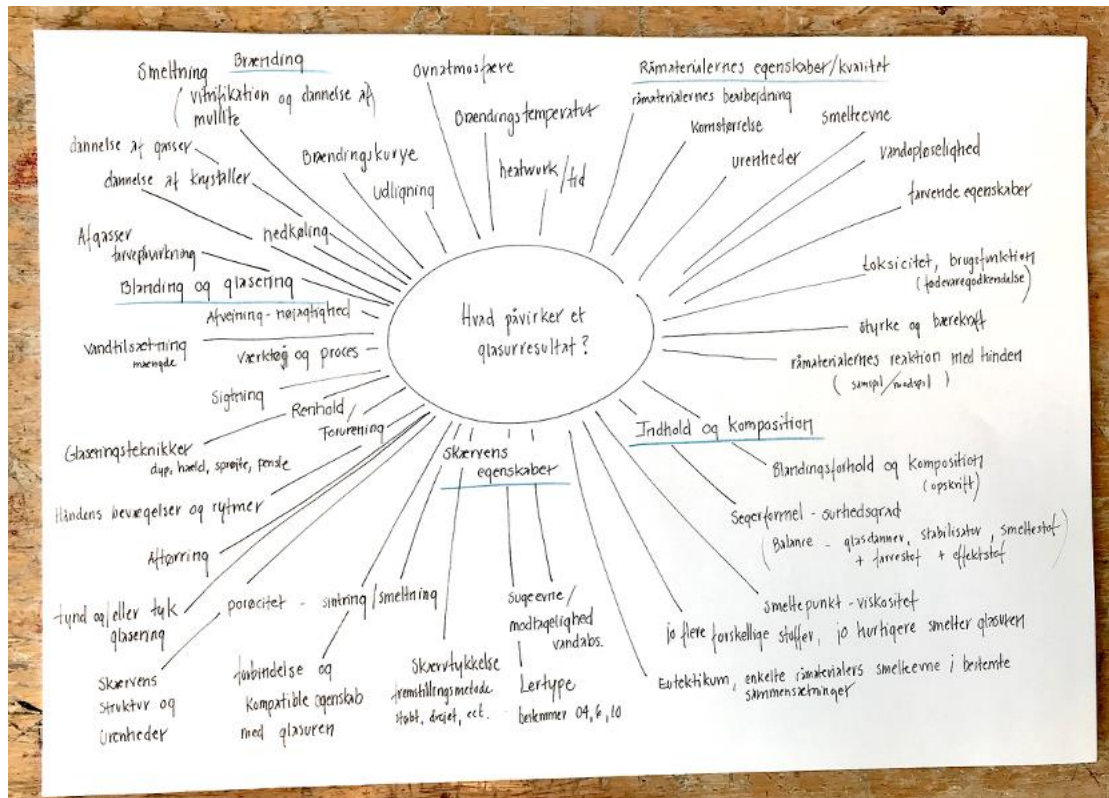 Hvad påvirker et
glasurresultat?
Brænding
Smeltning
(vitrifikation og dannelse af)
mullite
dannelse af gasser
dannelse af krystaller
Afgasser
farvepåvirkning
nedkøling
Brændingskurve
udligning
Ovnatmosfære
Brændingstemperatur
heatwork/tid
Råmaterialernes egenskaber/kvalitet
råmaterialernes bearbejdning
Kornstørrelse
urenheder
smelteevne
vandopløselighed
farvende egenskaber
toksicitet, brugsfunktion
(fødevaregodkendelse)
styrke og bærekraft
råmaterialernes reaktion med hinden
(samspil/modspil)
Indhold og komposition
Blandingsforhold og komposition
(opskrift)
Segerformel - surhedsgrad
(Balance - glasdanner, stabilisator, smeltestof)
+ farvestof + effektstof
smeltepunkt - viskositet
jo flere forskellige stoffer, jo hurtigere smelter glasuren
Eutektikum, enkelte råmaterialers smelteevne i bestemte
sammensætninger
Skærvens
egenskaber
sugeevne/
modtagelighed
vandabs.
Lertype
bestemmer 04, 6, 10
Skærvtykkelse
fremstillingsmetode
støbt, drejet, ect.
porøcitet - sintring/smeltning
forbindelse og
Kompatible egenskab
med glasuren
Skærvens
struktur og
urenheder
Blanding og glasering
Afvejning - nøjagtighed
Vandtilsætning
mængde
værktøj og proces
Sigtning
Renhold/
Forurening
Glaseringsteknikker
dyp, hæld, sprøjte, pensle
Håndens bevægelser og rytmer
Aftørring
tynd og/eller tyk
glasering